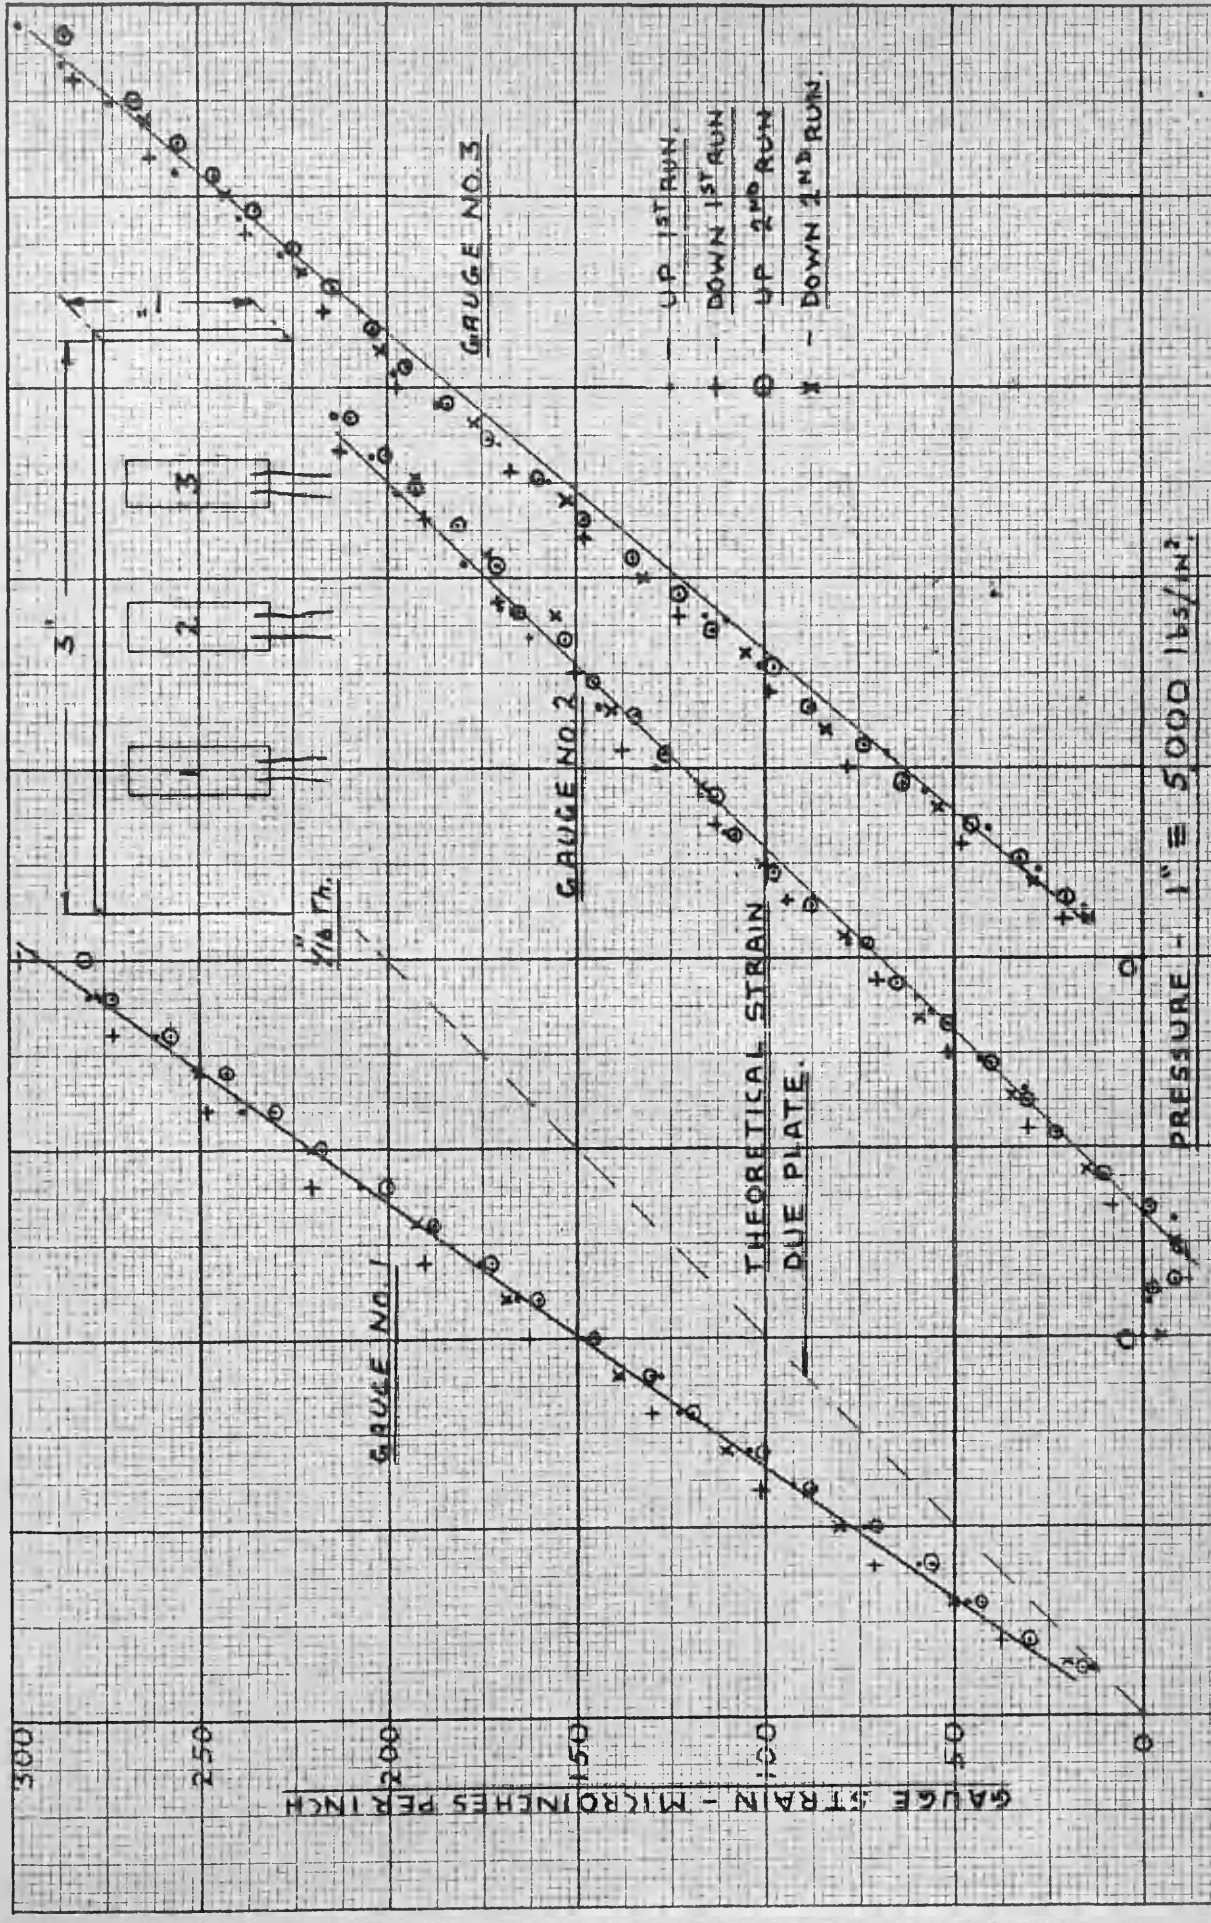 300
250
200
150
100
50
0
GAUGE STRAIN - MICROINCHES PER INCH
GAUGE NO. 1
GAUGE NO. 2
GAUGE NO. 3
THEORETICAL STRAIN
DUE PLATE.
3"
1"
1/16" Th.
1
2
3
· - UP 1ST RUN.
+ - DOWN 1ST RUN
⊙ - UP 2ND RUN
x - DOWN 2ND RUN.
O
O
PRESSURE - 1" ≡ 5,000 lbs/IN².